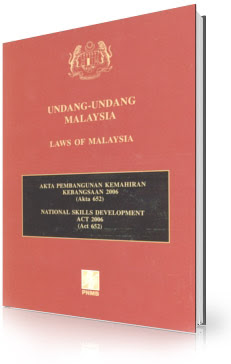 UNDANG-UNDANG
MALAYSIA
LAWS OF MALAYSIA
AKTA PEMBANGUNAN KEMAHIRAN
KEBANGSAAN 2006
(Akta 652)
NATIONAL SKILLS DEVELOPMENT
ACT 2006
(Act 652)
PNMB